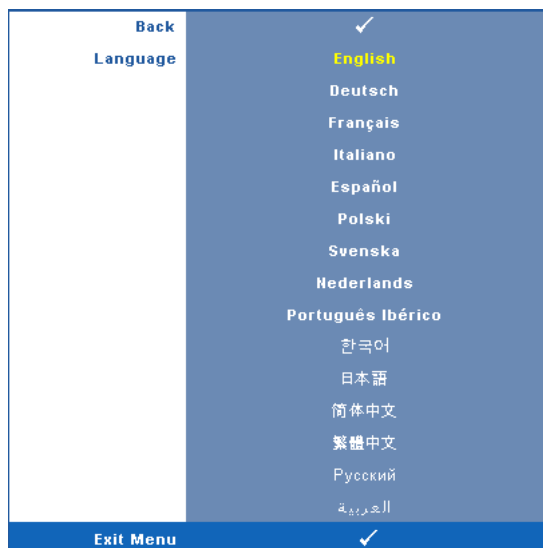 Back ✓
Language English
Deutsch
Français
Italiano
Español
Polski
Svenska
Nederlands
Português Ibérico
한국어
日本語
简体中文
繁體中文
Русский
العربية
Exit Menu ✓